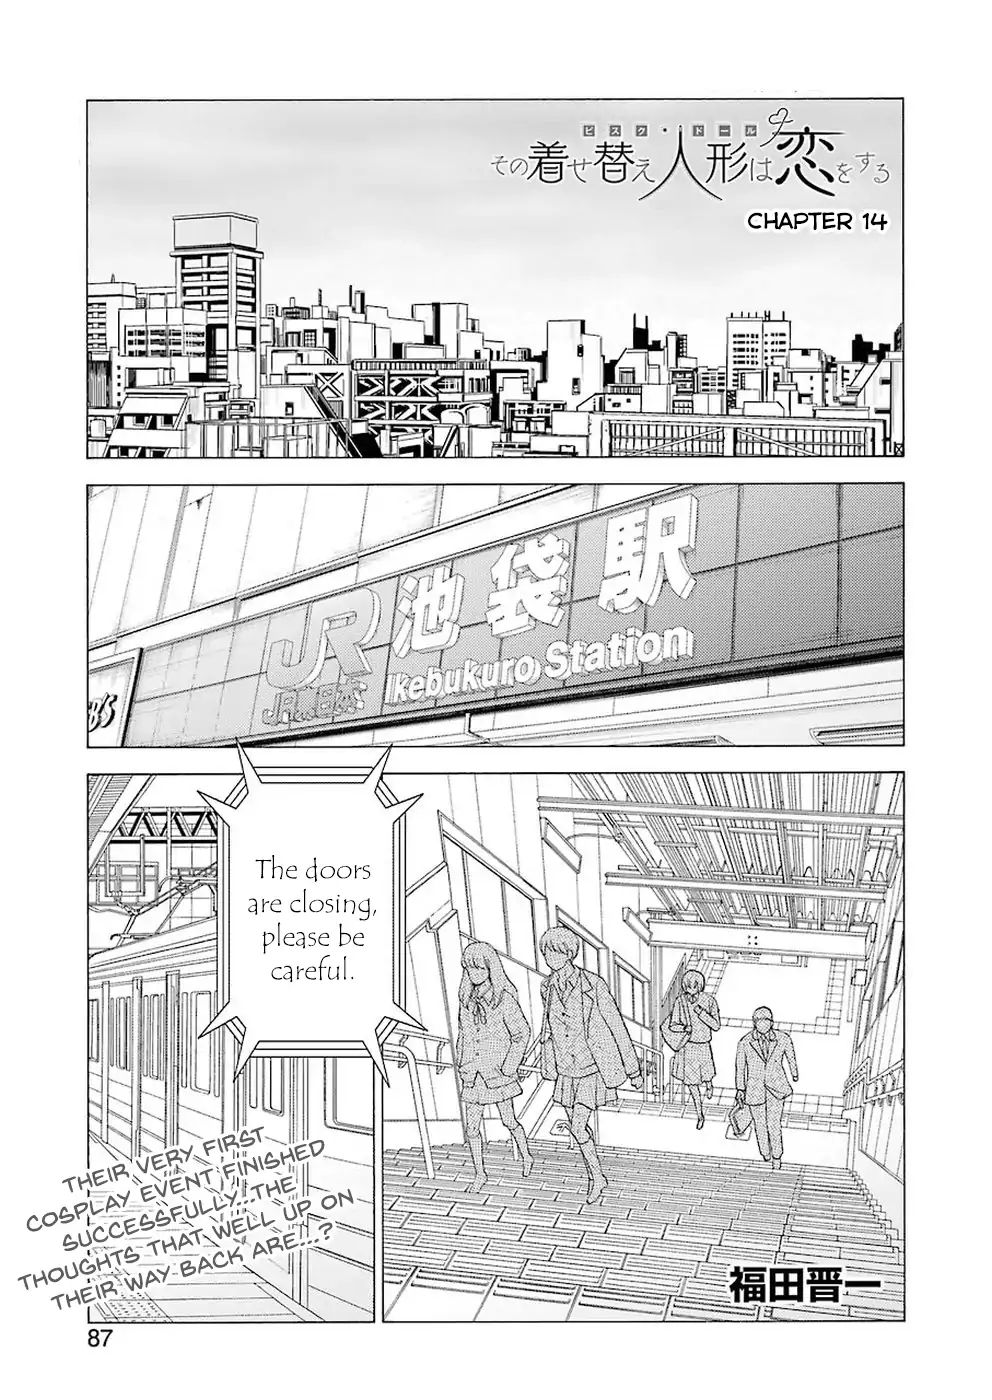 ビスク・ドール
その着せ替え人形は恋をする
CHAPTER 14
池袋駅
JR
JR東日本
Ikebukuro Station
B'S
The doors
are closing,
please be
careful.
THEIR VERY FIRST
COSPLAY EVENT FINISHED
SUCCESSFULLY...THE
THOUGHTS THAT WELL UP ON
THEIR WAY BACK ARE...?
福田晋一
87